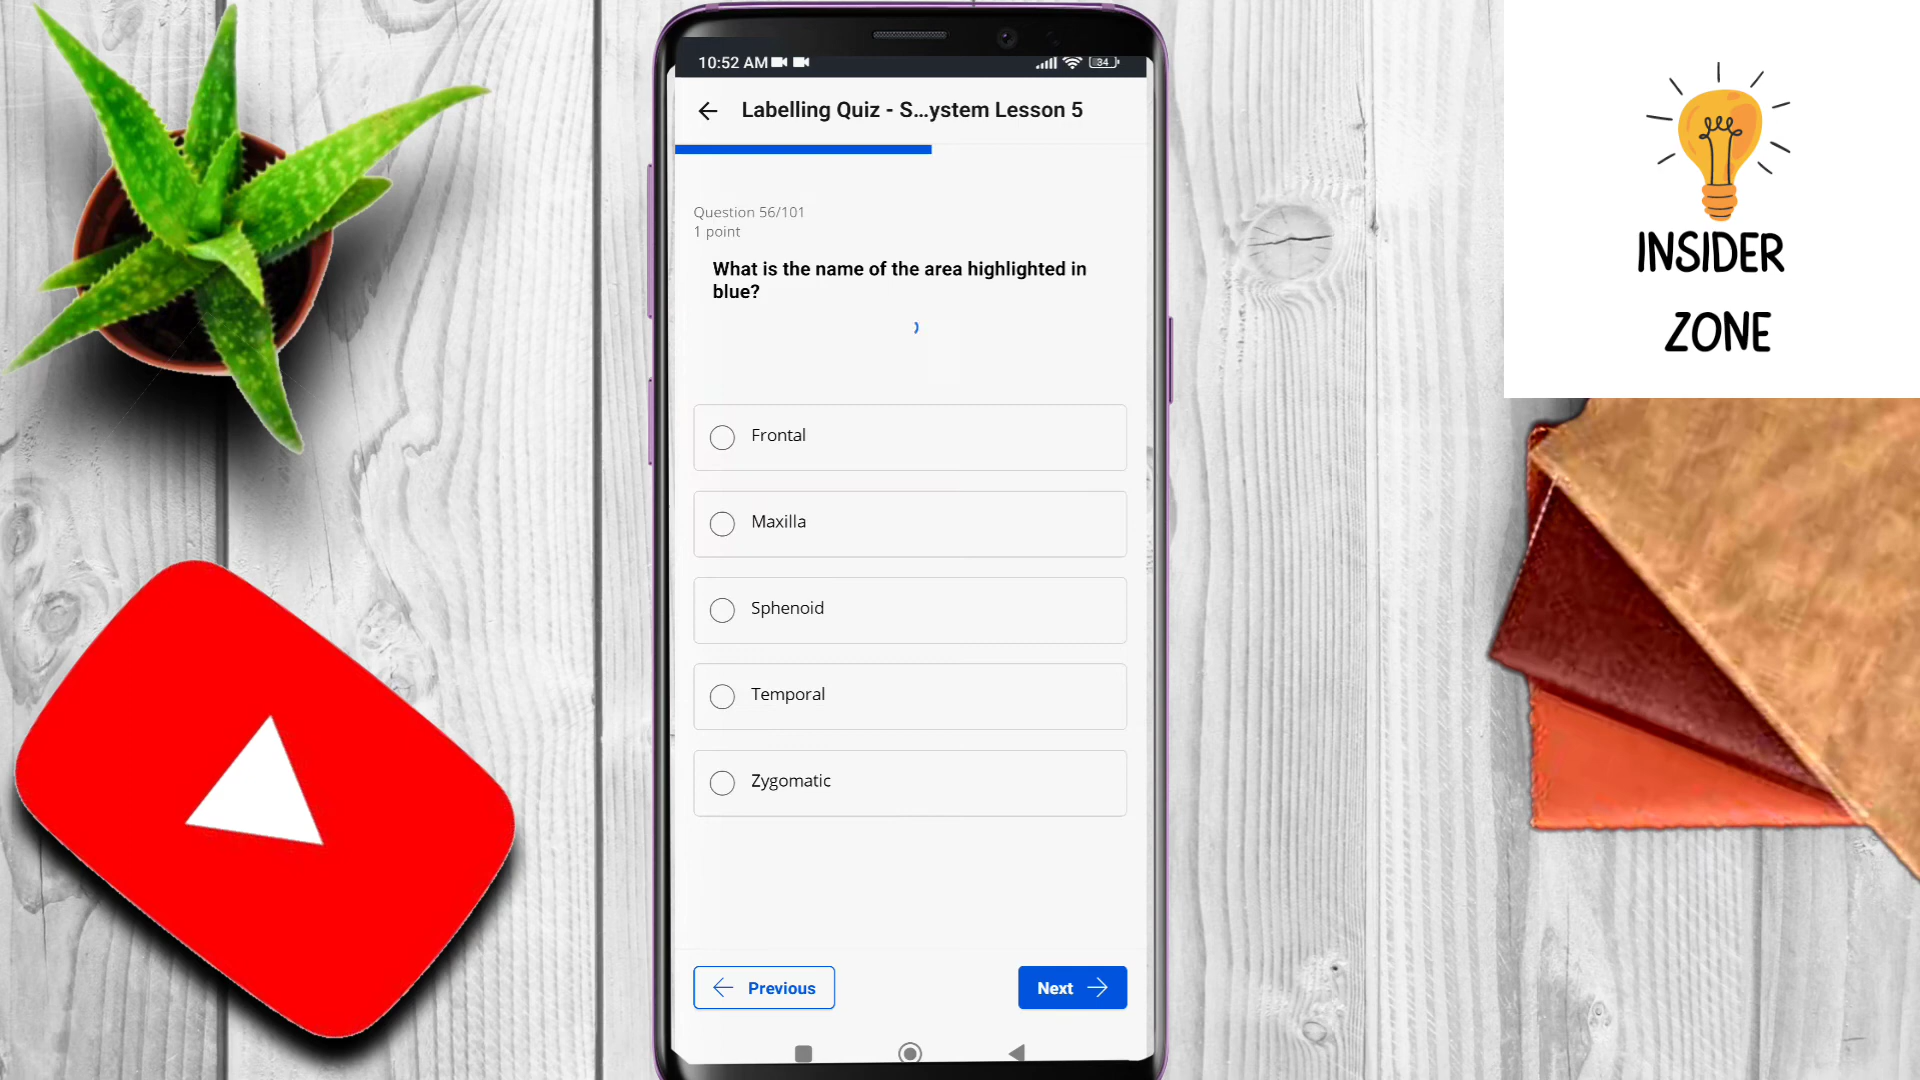 10:52 AM
34
Labelling Quiz - S...ystem Lesson 5
Question 56/101
1 point
What is the name of the area highlighted in
blue?
Frontal
Maxilla
Sphenoid
Temporal
Zygomatic
Previous
Next
INSIDER
ZONE